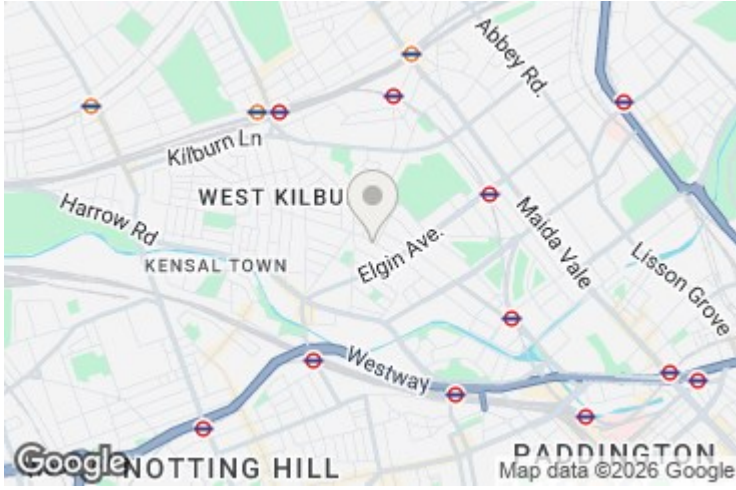 Abbey Rd.
Kilburn Ln
WEST KILBU
Harrow Rd
Maida Vale
Elgin Ave.
KENSAL TOWN
Lisson Grove
Westway
PADDINGTON
NOTTING HILL
Google
Map data ©2026 Google